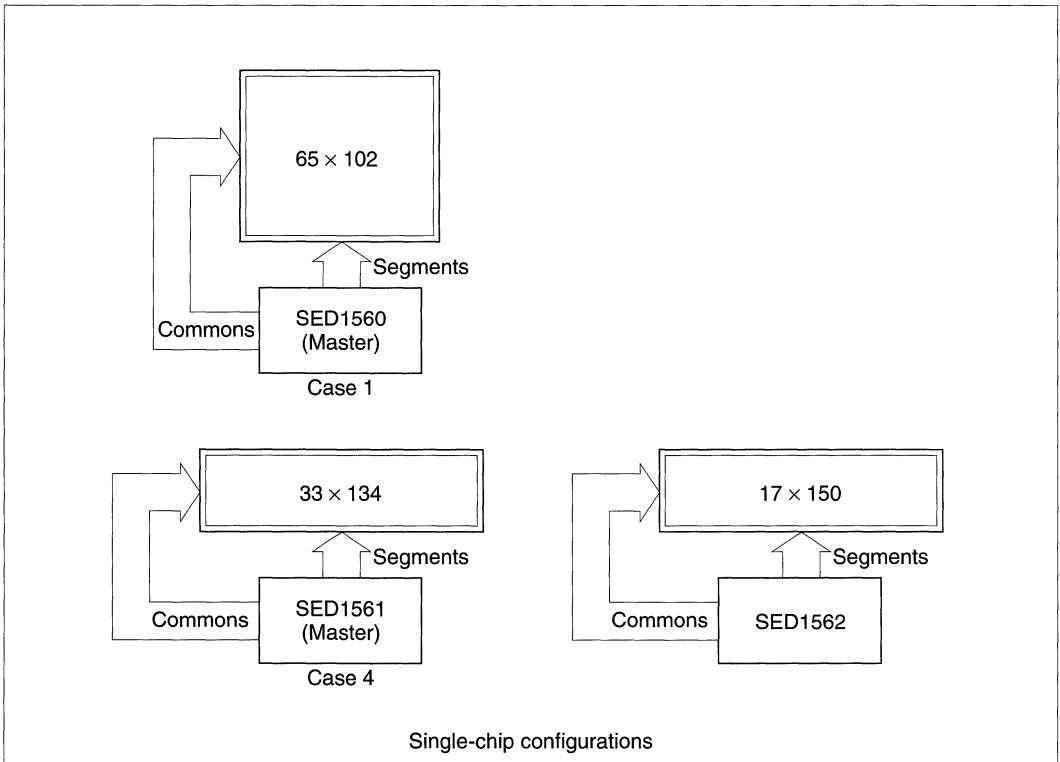 65 × 102
Segments
Commons
SED1560
(Master)
Case 1
33 × 134
Segments
Commons
SED1561
(Master)
Case 4
17 × 150
Segments
Commons
SED1562
Single-chip configurations